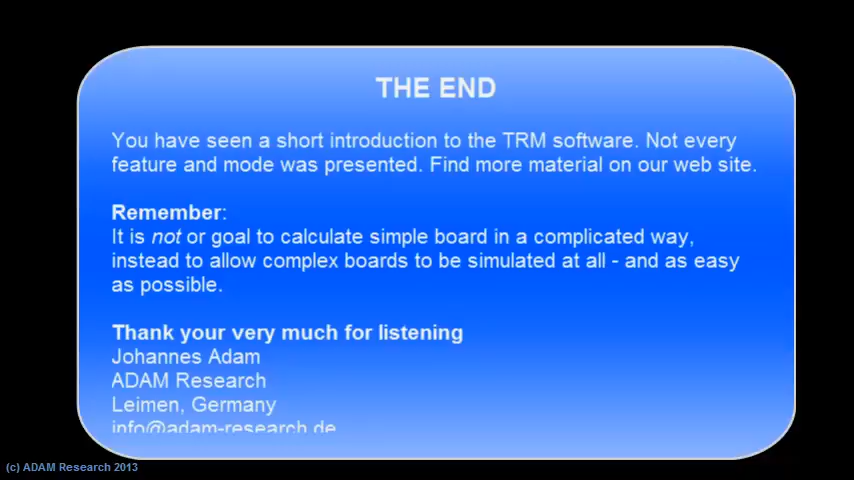 THE END
You have seen a short introduction to the TRM software. Not every
feature and mode was presented. Find more material on our web site.
Remember:
It is not or goal to calculate simple board in a complicated way,
instead to allow complex boards to be simulated at all - and as easy
as possible.
Thank your very much for listening
Johannes Adam
ADAM Research
Leimen, Germany
info@adam-research.de
(c) ADAM Research 2013